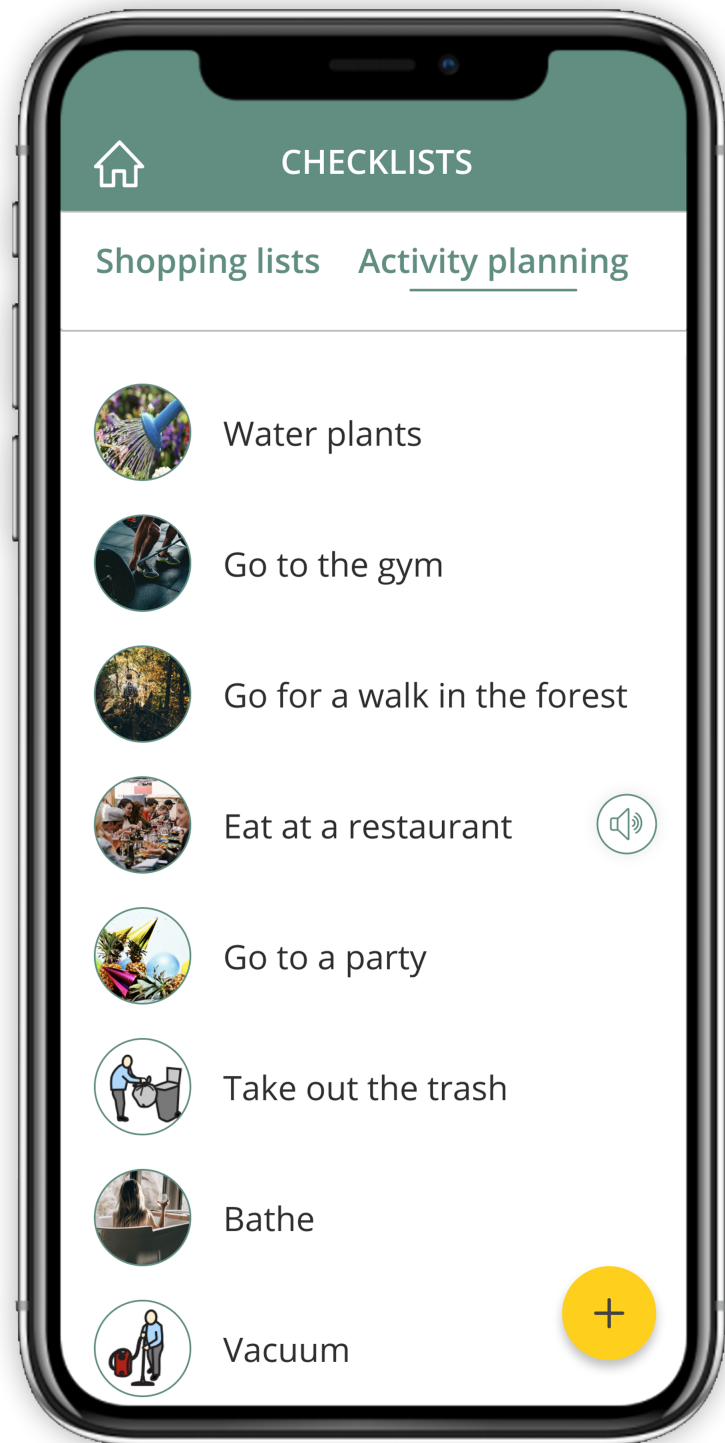 CHECKLISTS
Shopping lists Activity planning
Water plants
Go to the gym
Go for a walk in the forest
Eat at a restaurant
Go to a party
Take out the trash
Bathe
Vacuum